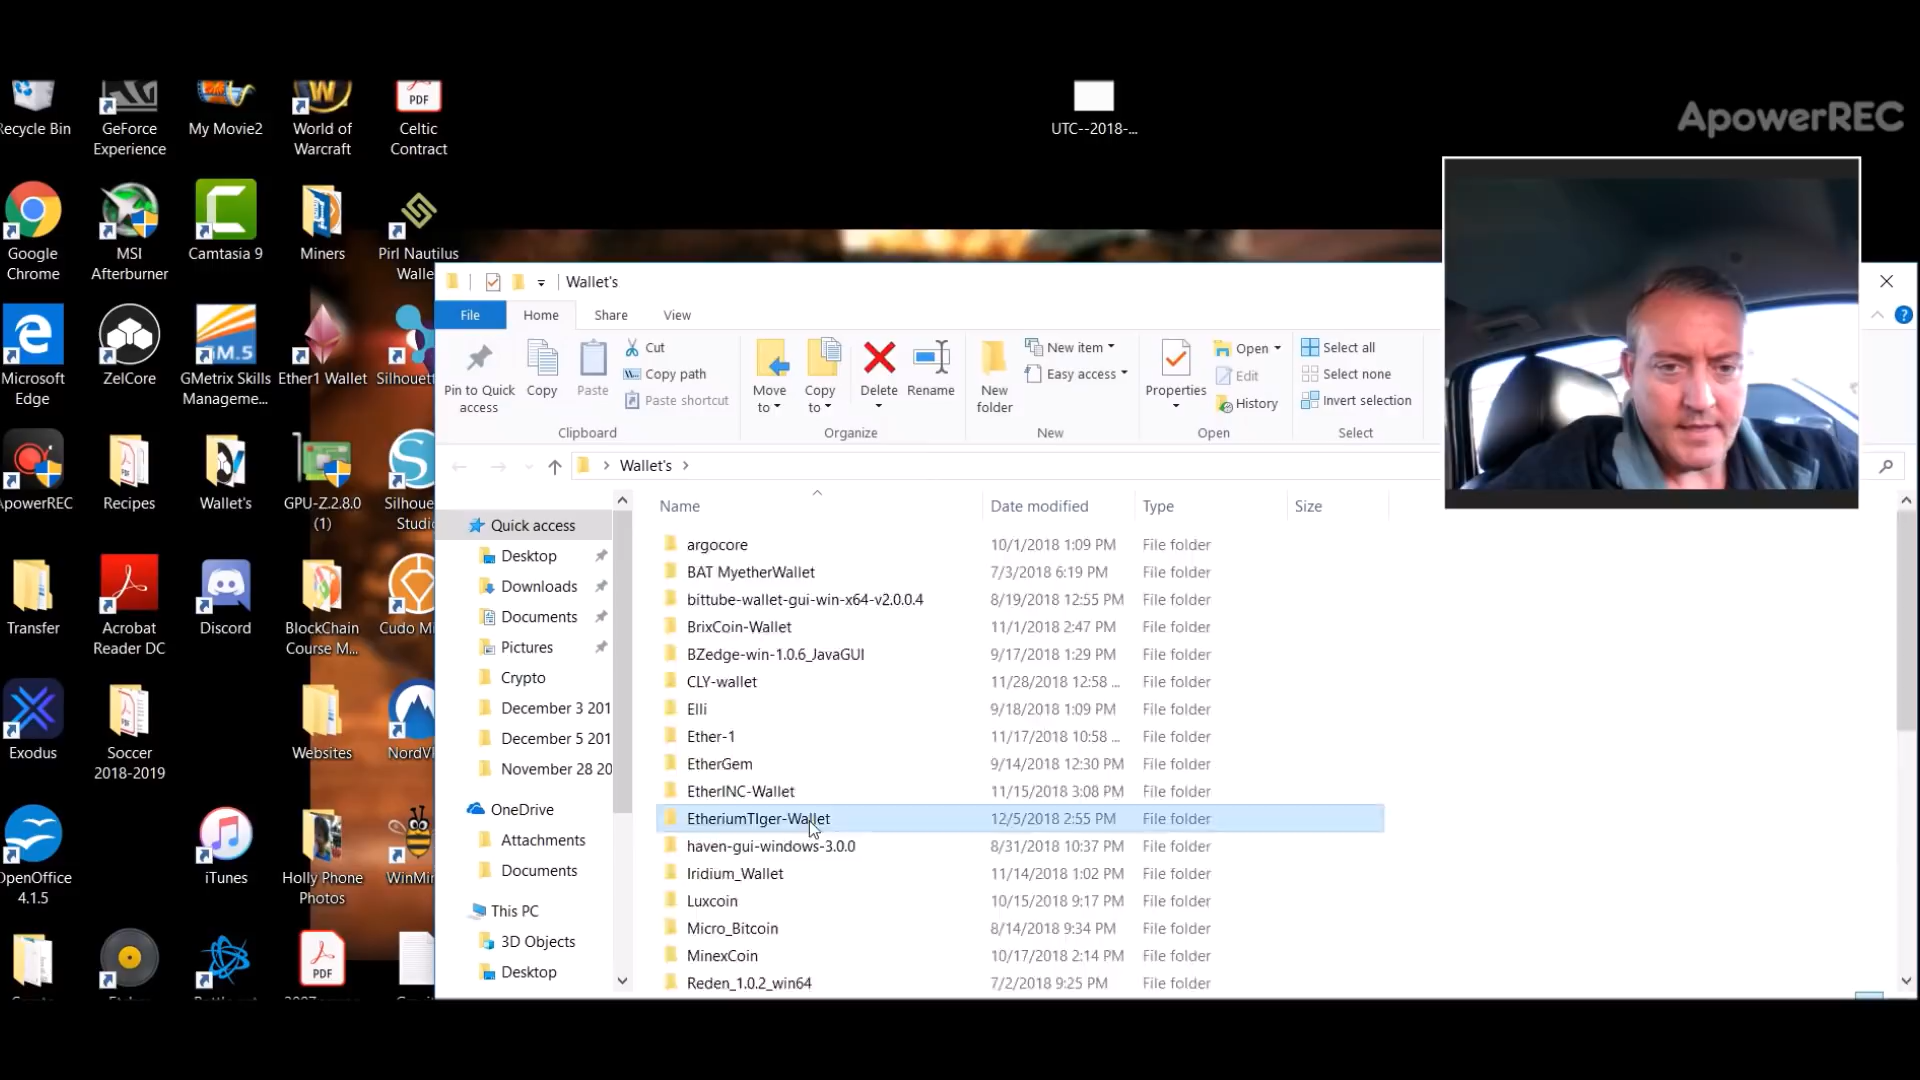 UTC--2018-...
ApowerREC
Recycle Bin
GeForce
Experience
My Movie2
World of
Warcraft
PDF
Celtic
Contract
Google
Chrome
MSI
Afterburner
Camtasia 9
Miners
Pirl Nautilus
Walle
Microsoft
Edge
ZelCore
M.5
GMetrix Skills
Manageme...
Ether1 Wallet
Silhouett
ApowerREC
Recipes
Wallet's
GPU-Z.2.8.0
(1)
Silhoue
Studi
Transfer
Acrobat
Reader DC
Discord
BlockChain
Course M...
Cudo M
Exodus
Soccer
2018-2019
Websites
NordV
OpenOffice
4.1.5
iTunes
Holly Phone
Photos
WinMi
PDF
Wallet's
File
Home
Share
View
Pin to Quick
access
Copy
Paste
Cut
Copy path
Paste shortcut
Clipboard
Move
to
Copy
to
Delete
Rename
Organize
New
folder
New item
Easy access
New
Properties
Open
Edit
History
Open
Select all
Select none
Invert selection
Select
Wallet's
Quick access
Desktop
Downloads
Documents
Pictures
Crypto
December 3 201
December 5 201
November 28 20
OneDrive
Attachments
Documents
This PC
3D Objects
Desktop
Name Date modified Type Size
argocore 10/1/2018 1:09 PM File folder
BAT MyetherWallet 7/3/2018 6:19 PM File folder
bittube-wallet-gui-win-x64-v2.0.0.4 8/19/2018 12:55 PM File folder
BrixCoin-Wallet 11/1/2018 2:47 PM File folder
BZedge-win-1.0.6_JavaGUI 9/17/2018 1:29 PM File folder
CLY-wallet 11/28/2018 12:58 ... File folder
Elli 9/18/2018 1:09 PM File folder
Ether-1 11/17/2018 10:58 ... File folder
EtherGem 9/14/2018 12:30 PM File folder
EtherINC-Wallet 11/15/2018 3:08 PM File folder
EtheriumTIger-Wallet 12/5/2018 2:55 PM File folder
haven-gui-windows-3.0.0 8/31/2018 10:37 PM File folder
Iridium_Wallet 11/14/2018 1:02 PM File folder
Luxcoin 10/15/2018 9:17 PM File folder
Micro_Bitcoin 8/14/2018 9:34 PM File folder
MinexCoin 10/17/2018 2:14 PM File folder
Reden_1.0.2_win64 7/2/2018 9:25 PM File folder